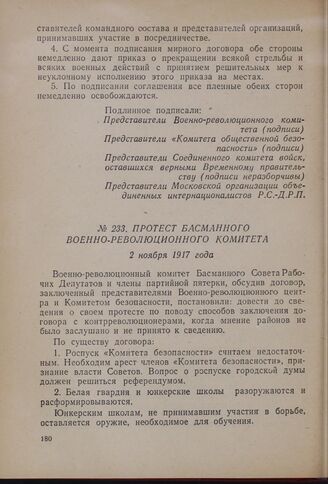 ставителей командного состава и представителей организаций,
принимавших участие в посредничестве.
4. С момента подписания мирного договора обе стороны
немедленно дают приказ о прекращении всякой стрельбы и
всяких военных действий с принятием решительных мер к
неуклонному исполнению этого приказа на местах.
5. По подписании соглашения все пленные обеих сторон
немедленно освобождаются.
Подлинное подписали:
Представители Военно-революционного коми-
тета (подписи)
Представители «Комитета общественной безо-
пасности» (подписи)
Представители Соединенного комитета войск,
оставшихся верными Временному правитель-
ству (подписи неразборчивы)
Представители Московской организации объе-
диненных интернационалистов Р.С.-Д.Р.П.
№ 233. ПРОТЕСТ БАСМАННОГО
ВОЕННО-РЕВОЛЮЦИОННОГО КОМИТЕТА
2 ноября 1917 года
Военно-революционный комитет Басманного Совета Рабо-
чих Депутатов и члены партийной пятерки, обсудив договор,
заключенный представителями Военно-революционного цент-
ра и Комитетом безопасности, постановили: довести до све-
дения о своем протесте по поводу способов заключения дого-
вора с контрреволюционерами, когда мнение районов не
было заслушано и не принято к сведению.
По существу договора:
1. Роспуск «Комитета безопасности» считаем недостаточ-
ным. Необходим арест членов «Комитета безопасности», при-
знание власти Советов. Вопрос о роспуске городской думы
должен решиться референдумом.
2. Белая гвардия и юнкерские школы разоружаются и
расформировываются.
Юнкерским школам, не принимавшим участия в борьбе,
оставляется оружие, необходимое для обучения.
180